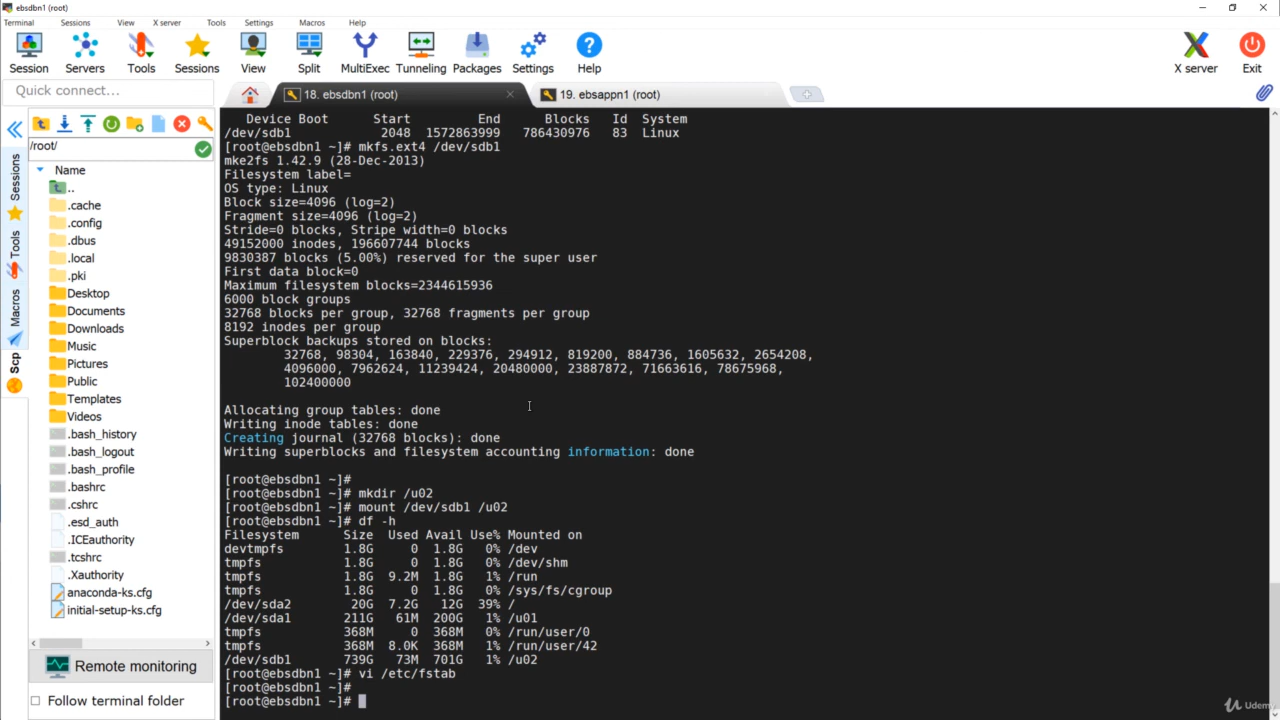 ebsdbn1 (root)
Terminal Sessions View X server Tools Settings Macros Help
Session Servers Tools Sessions View Split MultiExec Tunneling Packages Settings Help X server Exit
Quick connect...
18. ebsdbn1 (root)
19. ebsappn1 (root)
/root/
Name
..
.cache
.config
.dbus
.local
.pki
Desktop
Documents
Downloads
Music
Pictures
Public
Templates
Videos
.bash_history
.bash_logout
.bash_profile
.bashrc
.cshrc
.esd_auth
.ICEauthority
.tcshrc
.Xauthority
anaconda-ks.cfg
initial-setup-ks.cfg
Remote monitoring
Follow terminal folder
Sessions
Tools
Macros
Scp
Device Boot Start End Blocks Id System
/dev/sdb1 2048 1572863999 786430976 83 Linux
[root@ebsdbn1 ~]# mkfs.ext4 /dev/sdb1
mke2fs 1.42.9 (28-Dec-2013)
Filesystem label=
OS type: Linux
Block size=4096 (log=2)
Fragment size=4096 (log=2)
Stride=0 blocks, Stripe width=0 blocks
49152000 inodes, 196607744 blocks
9830387 blocks (5.00%) reserved for the super user
First data block=0
Maximum filesystem blocks=2344615936
6000 block groups
32768 blocks per group, 32768 fragments per group
8192 inodes per group
Superblock backups stored on blocks:
32768, 98304, 163840, 229376, 294912, 819200, 884736, 1605632, 2654208,
4096000, 7962624, 11239424, 20480000, 23887872, 71663616, 78675968,
102400000
Allocating group tables: done
Writing inode tables: done
Creating journal (32768 blocks): done
Writing superblocks and filesystem accounting information: done
[root@ebsdbn1 ~]#
[root@ebsdbn1 ~]# mkdir /u02
[root@ebsdbn1 ~]# mount /dev/sdb1 /u02
[root@ebsdbn1 ~]# df -h
Filesystem Size Used Avail Use% Mounted on
devtmpfs 1.8G 0 1.8G 0% /dev
tmpfs 1.8G 0 1.8G 0% /dev/shm
tmpfs 1.8G 9.2M 1.8G 1% /run
tmpfs 1.8G 0 1.8G 0% /sys/fs/cgroup
/dev/sda2 20G 7.2G 12G 39% /
/dev/sda1 211G 61M 200G 1% /u01
tmpfs 368M 0 368M 0% /run/user/0
tmpfs 368M 8.0K 368M 1% /run/user/42
/dev/sdb1 739G 73M 701G 1% /u02
[root@ebsdbn1 ~]# vi /etc/fstab
[root@ebsdbn1 ~]#
[root@ebsdbn1 ~]#
Udemy